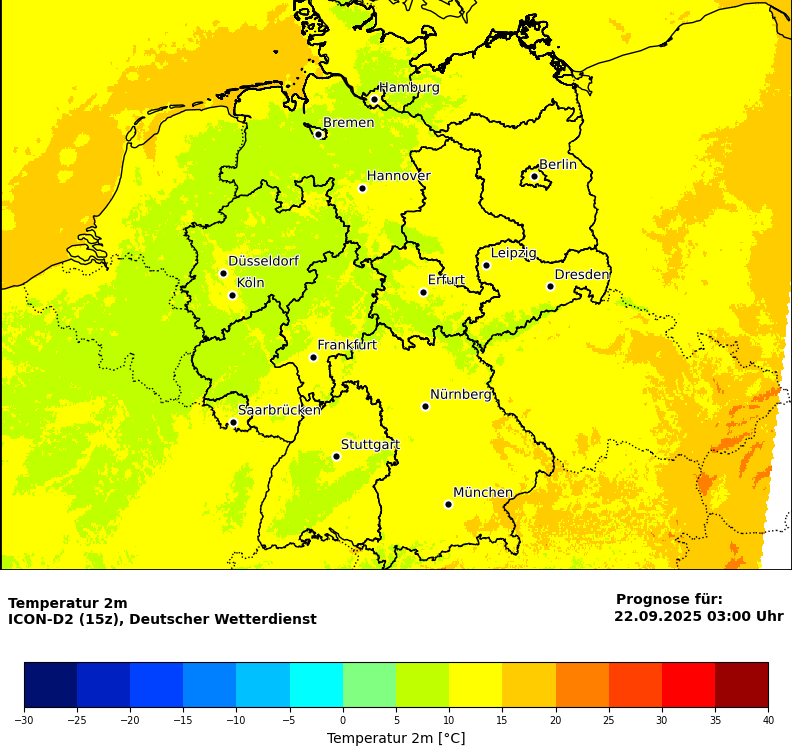 Hamburg
Bremen
Berlin
Hannover
Leipzig
Düsseldorf
Dresden
Köln
Erfurt
Frankfurt
Nürnberg
Saarbrücken
Stuttgart
München
Temperatur 2m
ICON-D2 (15z), Deutscher Wetterdienst
Prognose für:
22.09.2025 03:00 Uhr
−30 −25 −20 −15 −10 −5 0 5 10 15 20 25 30 35 40
Temperatur 2m [°C]